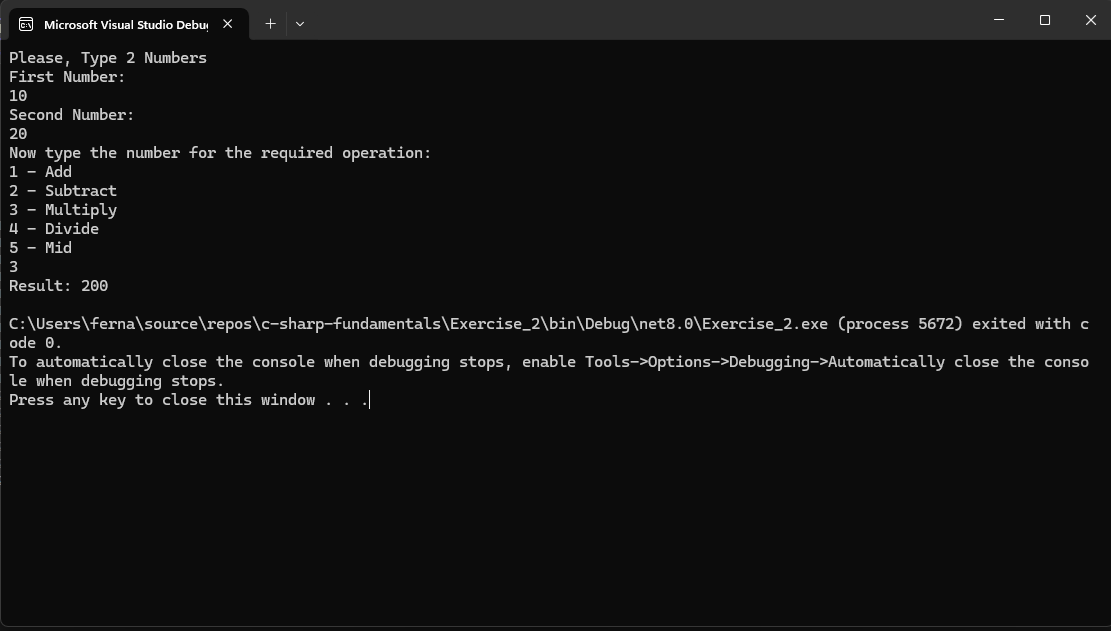 Microsoft Visual Studio Debug
Please, Type 2 Numbers
First Number:
10
Second Number:
20
Now type the number for the required operation:
1 - Add
2 - Subtract
3 - Multiply
4 - Divide
5 - Mid
3
Result: 200
C:\Users\ferna\source\repos\c-sharp-fundamentals\Exercise_2\bin\Debug\net8.0\Exercise_2.exe (process 5672) exited with c
ode 0.
To automatically close the console when debugging stops, enable Tools->Options->Debugging->Automatically close the conso
le when debugging stops.
Press any key to close this window . . .